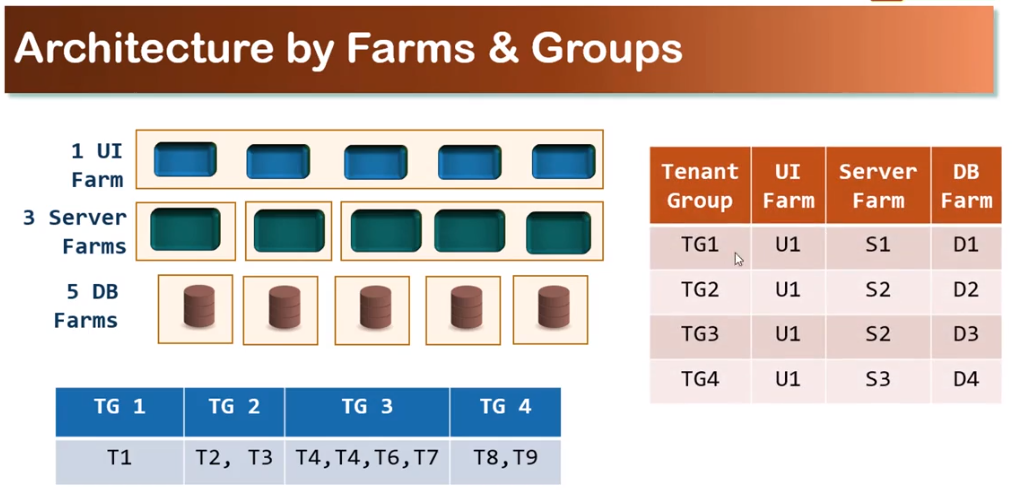 Architecture by Farms & Groups
1 UI
Farm
3 Server
Farms
5 DB
Farms
Tenant Group UI Farm Server Farm DB Farm
TG1 U1 S1 D1
TG2 U1 S2 D2
TG3 U1 S2 D3
TG4 U1 S3 D4
TG 1 TG 2 TG 3 TG 4
T1 T2, T3 T4,T4,T6,T7 T8,T9